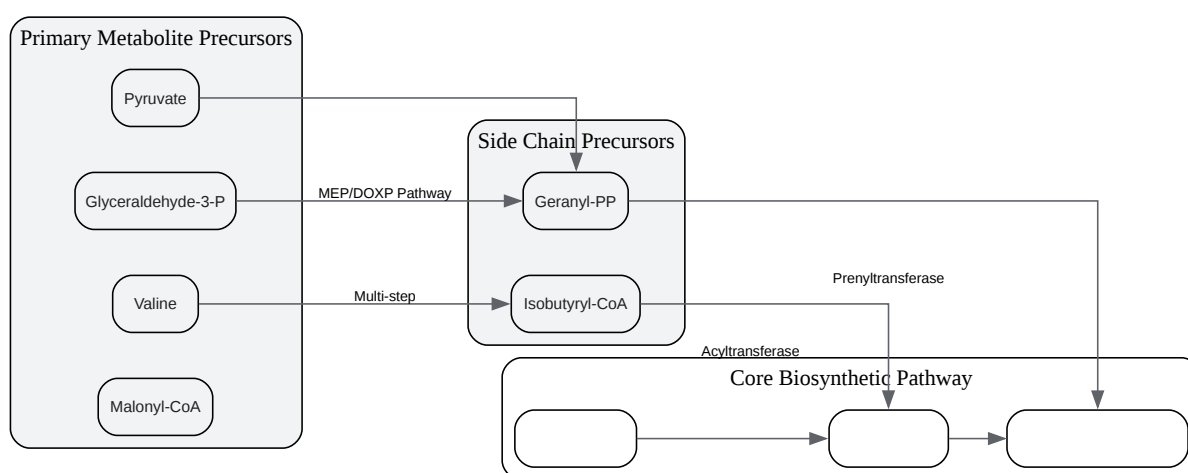 Primary Metabolite Precursors
Pyruvate
Side Chain Precursors
Glyceraldehyde-3-P
MEP/DOXP Pathway
Geranyl-PP
Prenyltransferase
Valine
Multi-step
Isobutyryl-CoA
Acyltransferase
Core Biosynthetic Pathway
Malonyl-CoA